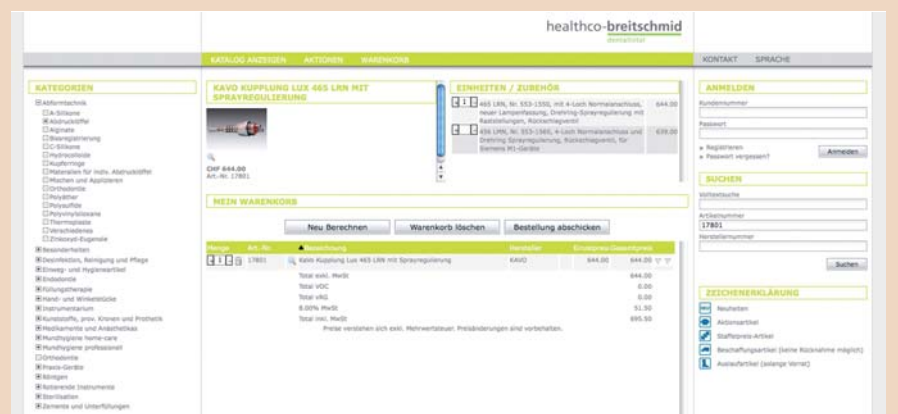 healthco-breitschmid
dentalhitec
KATALOG ANZEIGEN AKTIONEN WARENKORB
KONTAKT SPRACHE
KATEGORIEN
Abformtechnik
A-Silikone
Abdrucklöffel
Alginate
Bissregistrierung
C-Silikone
Hydrocolloide
Kupferringe
Materialien für indiv. Abdrucklöffel
Mischen und Applizieren
Orthodontie
Polyäther
Polysulfide
Polyvinylsiloxane
Thermoplaste
Verschiedenes
Zinkoxyd-Eugenole
Besonderheiten
Desinfektion, Reinigung und Pflege
Einweg- und Hygieneartikel
Endodontie
Füllungstherapie
Hand- und Winkelstücke
Instrumentarium
Kunststoffe, prov. Kronen und Prothetik
Medikamente und Anästhetikas
Mundhygiene home-care
Mundhygiene professionell
Orthodontie
Praxis-Geräte
Röntgen
Rotierende Instrumente
Sterilisation
Zemente und Unterfüllungen
KAVO KUPPLUNG LUX 465 LRN MIT
SPRAYREGULIERUNG
CHF 644.00
Art.-Nr. 17801
EINHEITEN / ZUBEHÖR
1 465 LRN, Nr. 553-1550, mit 4-Loch Normalanschluss, 644.00
neuer Lampenfassung, Drehring-Sprayregulierung mit
Raststellungen, Rückschlagventil
456 LMN, Nr. 553-1560, 4-Loch Normalanschluss und 639.00
Drehring Sprayregulierung, Rückschlagventil, für
Siemens M1-Geräte
MEIN WARENKORB
Neu Berechnen Warenkorb löschen Bestellung abschicken
Menge Art.-Nr. Bezeichnung Hersteller Einzelpreis Gesamtpreis
1 17801 KaVo Kupplung Lux 465 LRN mit Sprayregulierung KAVO 644.00 644.00
Total exkl. MwSt 644.00
Total VOC 0.00
Total vRG 0.00
8.00% MwSt 51.50
Total inkl. MwSt 695.50
Preise verstehen sich exkl. Mehrwertsteuer. Preisänderungen sind vorbehalten.
ANMELDEN
Kundennummer
Passwort
» Registrieren
» Passwort vergessen?
Anmelden
SUCHEN
Volltextsuche
Artikelnummer
17801
Herstellernummer
Suchen
ZEICHENERKLÄRUNG
Neuheiten
Aktionsartikel
Staffelpreis-Artikel
Beschaffungsartikel (keine Rücknahme möglich)
Auslaufartikel (solange Vorrat)